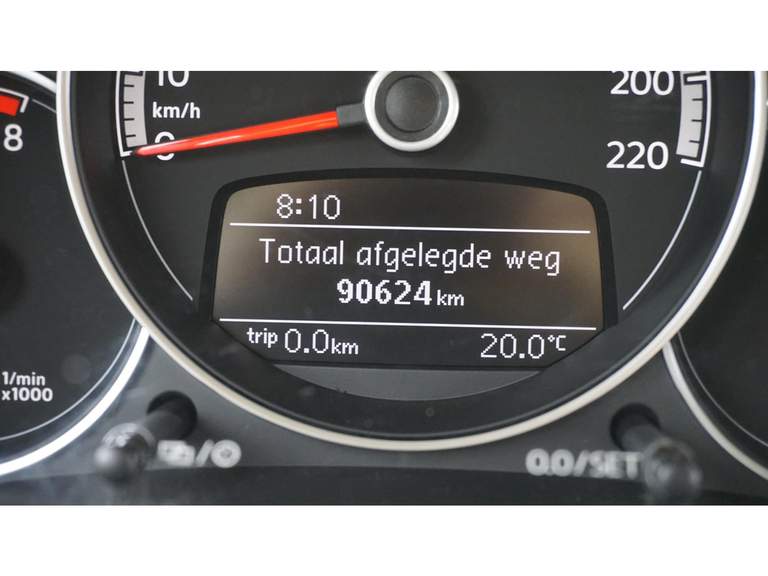 10
km/h
0
200
220
8
8:10
Totaal afgelegde weg
90624 km
trip 0.0 km 20.0 °C
1/min
x1000
0.0/SET